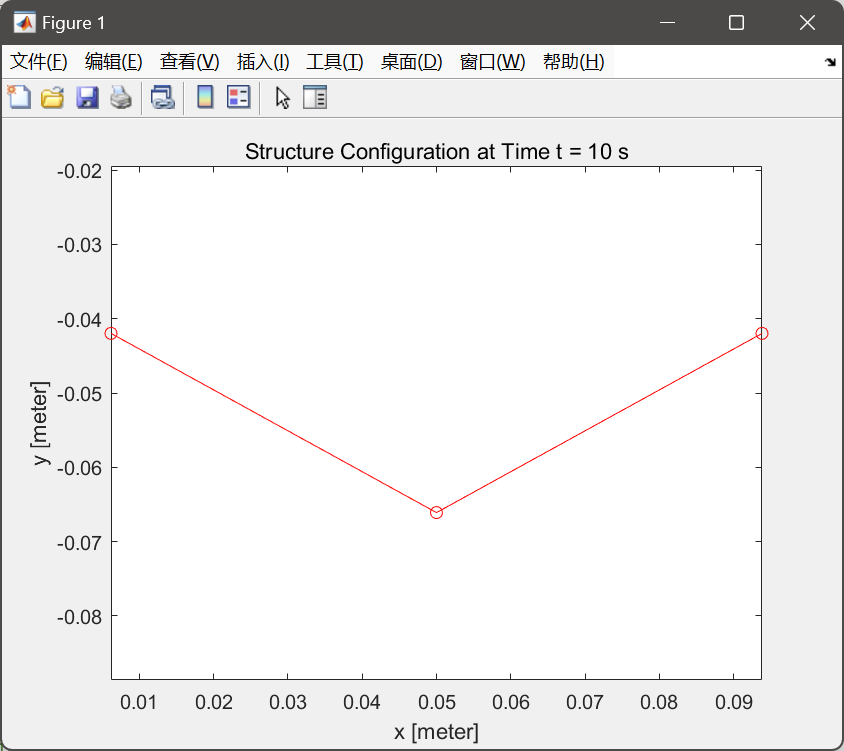 Figure 1
文件(F) 编辑(E) 查看(V) 插入(I) 工具(T) 桌面(D) 窗口(W) 帮助(H)
Structure Configuration at Time t = 10 s
-0.02
-0.03
-0.04
-0.05
-0.06
-0.07
-0.08
y [meter]
0.01 0.02 0.03 0.04 0.05 0.06 0.07 0.08 0.09
x [meter]